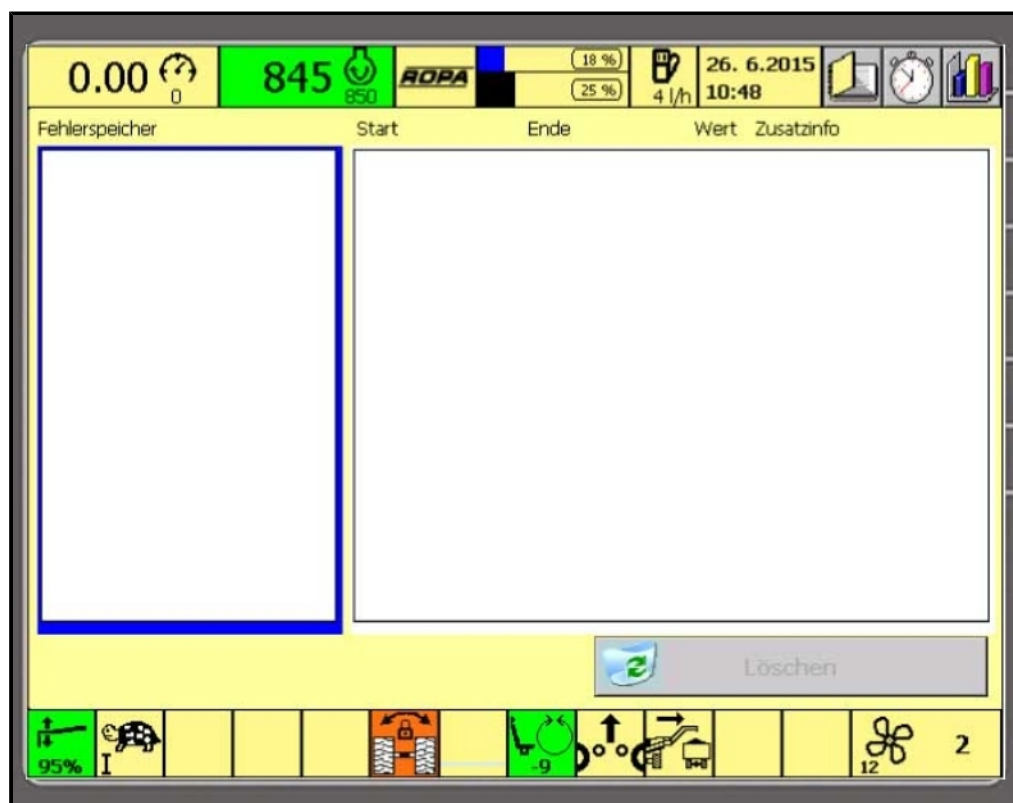 0.00 0 845 850 ROPA 18 % 25 % 4 l/h 26. 6.2015
10:48
Fehlerspeicher Start Ende Wert Zusatzinfo
Löschen
95% I -9 12 2